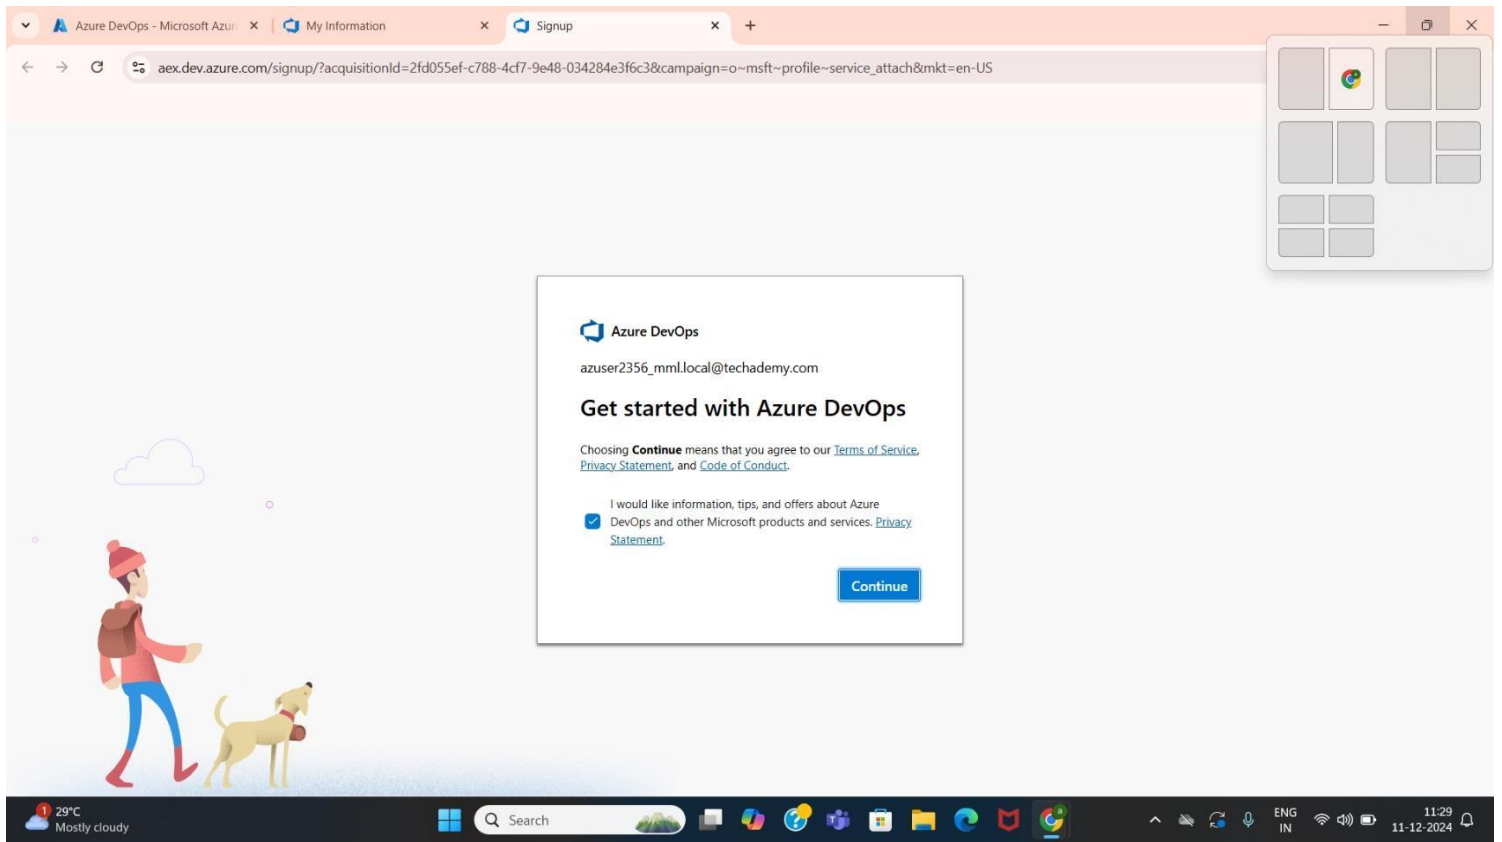 Azure DevOps - Microsoft Azur
My Information
Signup
aex.dev.azure.com/signup/?acquisitionId=2fd055ef-c788-4cf7-9e48-034284e3f6c3&campaign=o~msft~profile~service_attach&mkt=en-US
Azure DevOps
azuser2356_mml.local@techademy.com
Get started with Azure DevOps
Choosing Continue means that you agree to our Terms of Service,
Privacy Statement, and Code of Conduct.
I would like information, tips, and offers about Azure
DevOps and other Microsoft products and services. Privacy
Statement.
Continue
1
29°C
Mostly cloudy
Search
ENG
IN
11:29
11-12-2024